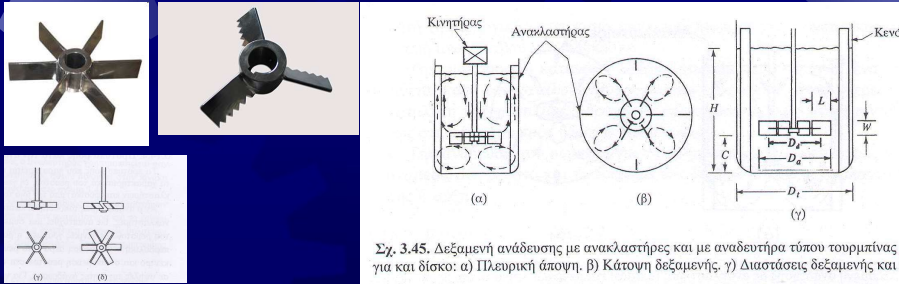 Κινητήρας
Ανακλαστήρας
Κενό
H
L
W
C
D
D_a
D_t
(α)
(β)
(γ)
(γ)
(δ)
Σχ. 3.45. Δεξαμενή ανάδευσης με ανακλαστήρες και με αναδευτήρα τύπου τουρμπίνας
για και δίσκο: α) Πλευρική άποψη. β) Κάτοψη δεξαμενής. γ) Διαστάσεις δεξαμενής και